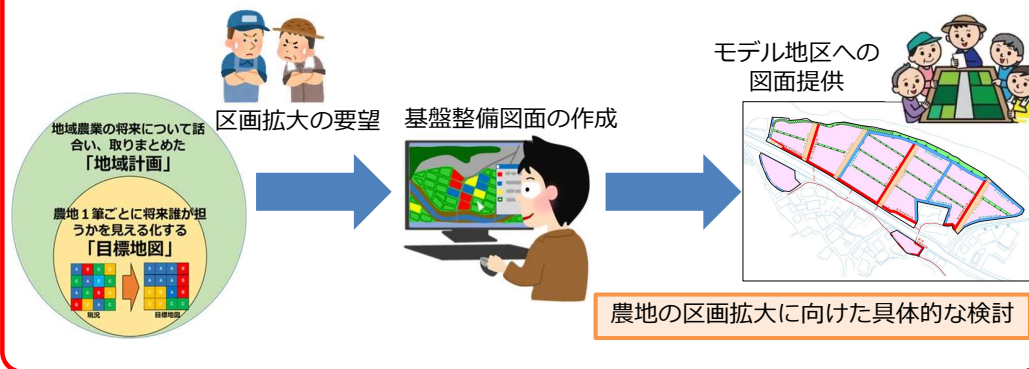 地域農業の将来について話
合い、取りまとめた
「地域計画」
農地１筆ごとに将来誰が担
うかを見える化する
「目標地図」
現況
目標地図
区画拡大の要望
基盤整備図面の作成
モデル地区への
図面提供
農地の区画拡大に向けた具体的な検討